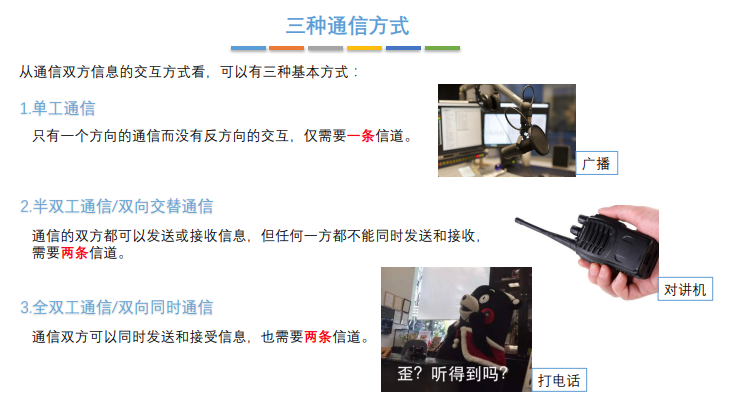 三种通信方式
从通信双方信息的交互方式看，可以有三种基本方式：
1.单工通信
只有一个方向的通信而没有反方向的交互，仅需要一条信道。
广播
2.半双工通信/双向交替通信
通信的双方都可以发送或接收信息，但任何一方都不能同时发送和接收，
需要两条信道。
对讲机
3.全双工通信/双向同时通信
通信双方可以同时发送和接受信息，也需要两条信道。
歪？听得到吗？
打电话